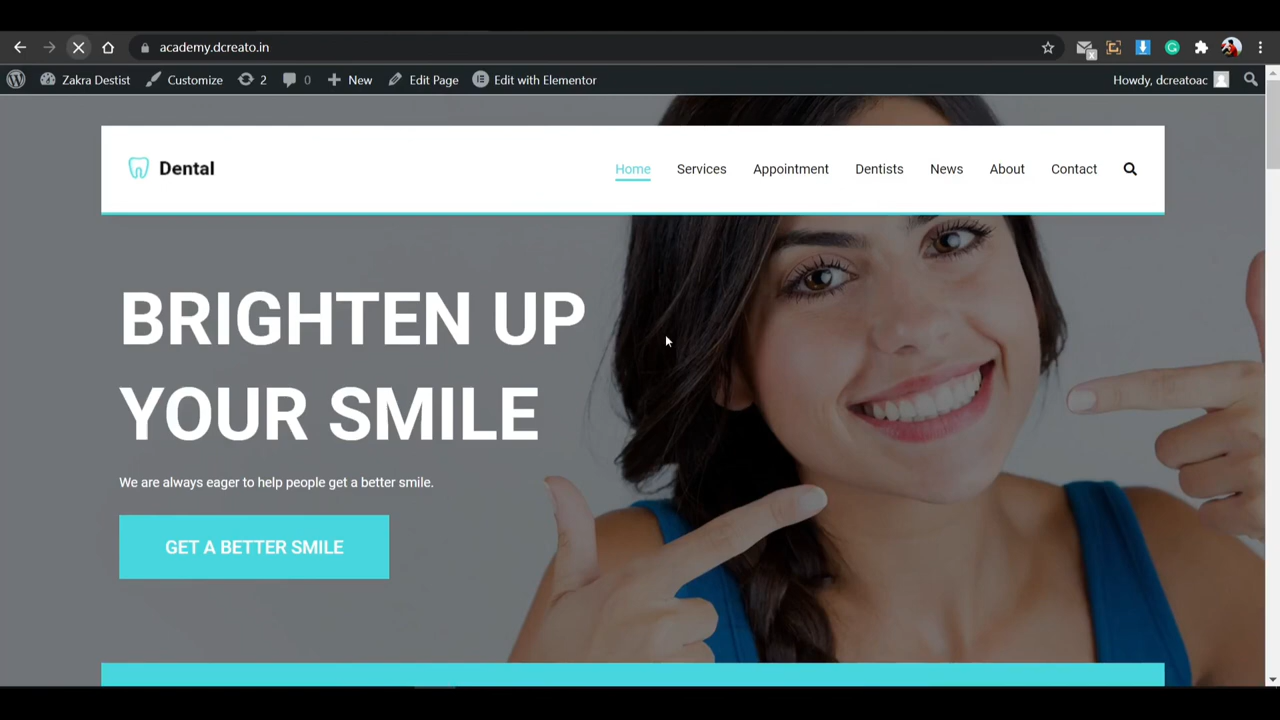 academy.dcreato.in
Zakra Destist Customize 2 0 New Edit Page Edit with Elementor Howdy, dcreatoac
Dental Home Services Appointment Dentists News About Contact
BRIGHTEN UP
YOUR SMILE
We are always eager to help people get a better smile.
GET A BETTER SMILE